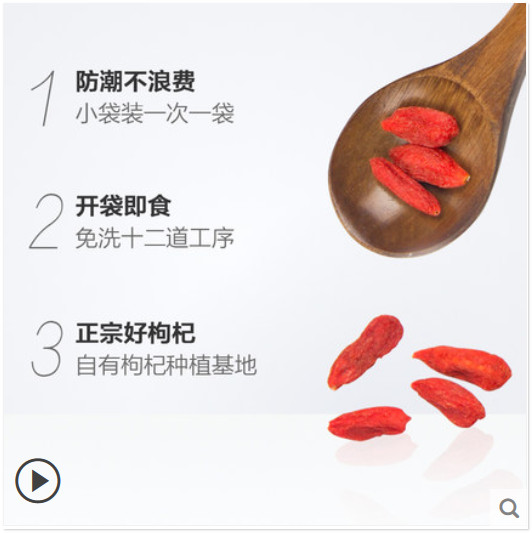 1
防潮不浪费
小袋装一次一袋
2
开袋即食
免洗十二道工序
3
正宗好枸杞
自有枸杞种植基地